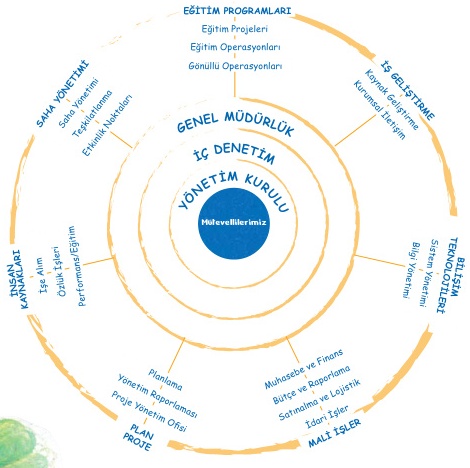 EĞİTİM PROGRAMLARI
Eğitim Projeleri
Eğitim Operasyonları
Gönüllü Operasyonları
İŞ GELİŞTİRME
Kaynak Geliştirme
Kurumsal İletişim
BİLİŞİM
TEKNOLOJİLERİ
Sistem Yönetimi
Bilgi Yönetimi
Muhasebe ve Finans
Bütçe ve Raporlama
Satınalma ve Lojistik
İdari İşler
MALİ İŞLER
Planlama
Yönetim Raporlaması
Proje Yönetim Ofisi
PLAN
PROJE
İNSAN
KAYNAKLARI
İşe Alım
Özlük İşleri
Performans/Eğitim
SAHA YÖNETİMİ
Saha Yönetimi
Teşkilatlanma
Etkinlik Noktaları
GENEL MÜDÜRLÜK
İÇ DENETİM
YÖNETİM KURULU
Mütevellilerimiz